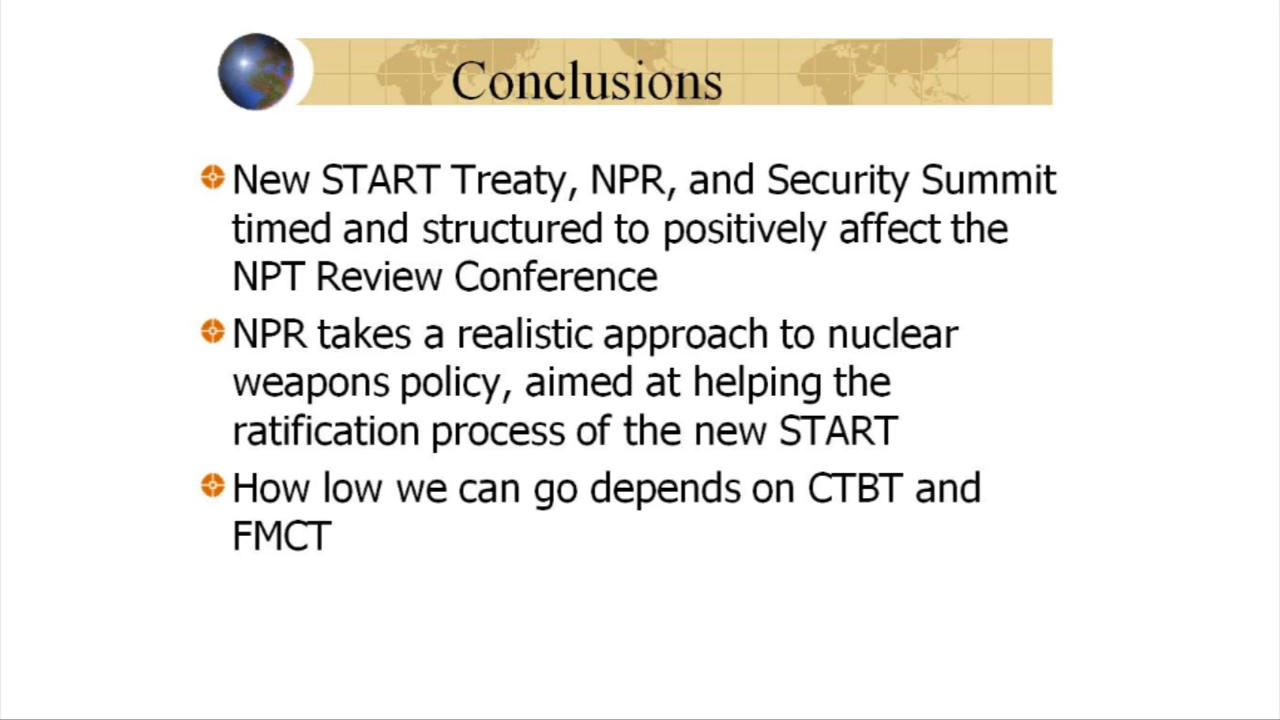 Conclusions
New START Treaty, NPR, and Security Summit
timed and structured to positively affect the
NPT Review Conference
NPR takes a realistic approach to nuclear
weapons policy, aimed at helping the
ratification process of the new START
How low we can go depends on CTBT and
FMCT